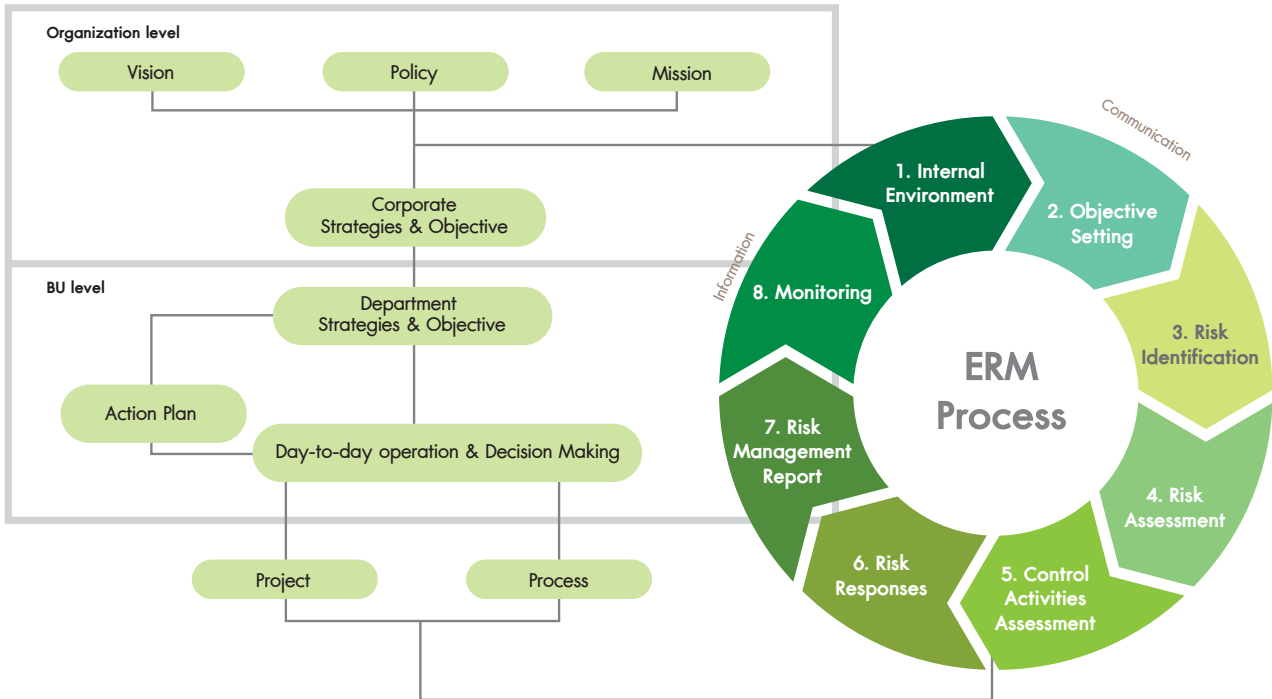 Organization level
Vision
Policy
Mission
Corporate
Strategies & Objective
BU level
Department
Strategies & Objective
Action Plan
Day-to-day operation & Decision Making
Project
Process
Communication
Information
1. Internal
Environment
2. Objective
Setting
3. Risk
Identification
4. Risk
Assessment
5. Control
Activities
Assessment
6. Risk
Responses
7. Risk
Management
Report
8. Monitoring
ERM
Process